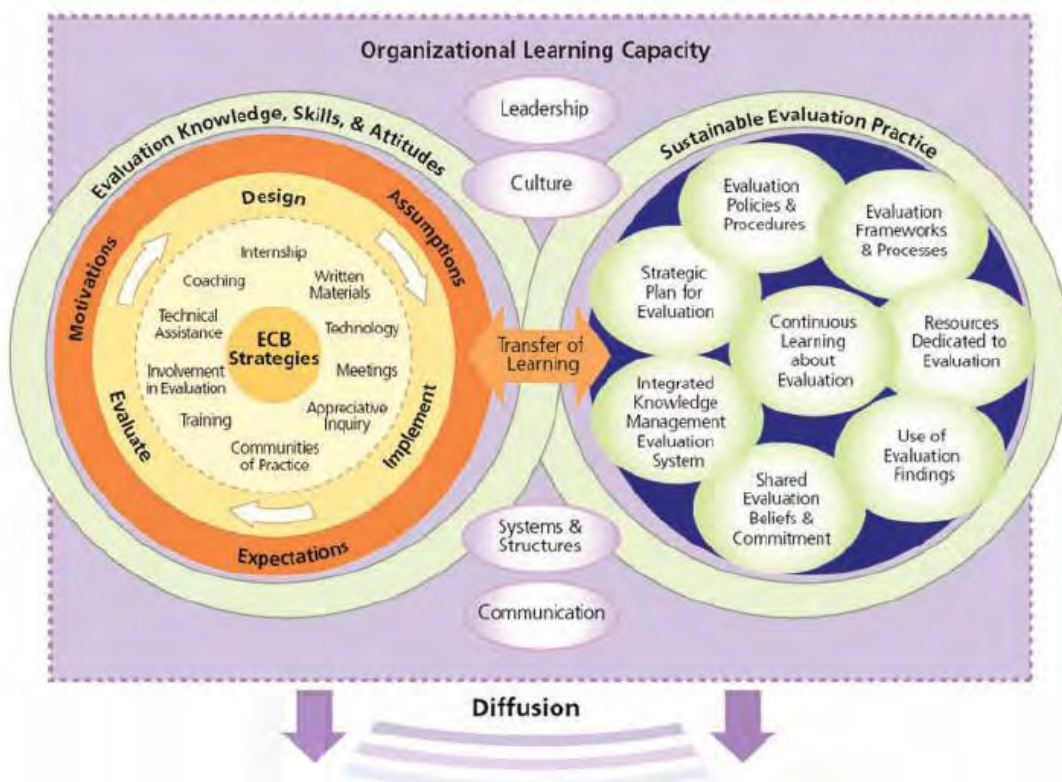 Organizational Learning Capacity
Leadership
Culture
Evaluation Knowledge, Skills, & Attitudes
Motivations
Assumptions
Expectations
Design
Implement
Evaluate
Internship
Coaching
Written
Materials
Technical
Assistance
Technology
ECB
Strategies
Involvement
in Evaluation
Meetings
Training
Appreciative
Inquiry
Communities
of Practice
Transfer of
Learning
Sustainable Evaluation Practice
Evaluation
Policies &
Procedures
Evaluation
Frameworks
& Processes
Strategic
Plan for
Evaluation
Continuous
Learning
about
Evaluation
Resources
Dedicated to
Evaluation
Integrated
Knowledge
Management
Evaluation
System
Use of
Evaluation
Findings
Shared
Evaluation
Beliefs &
Commitment
Systems &
Structures
Communication
Diffusion